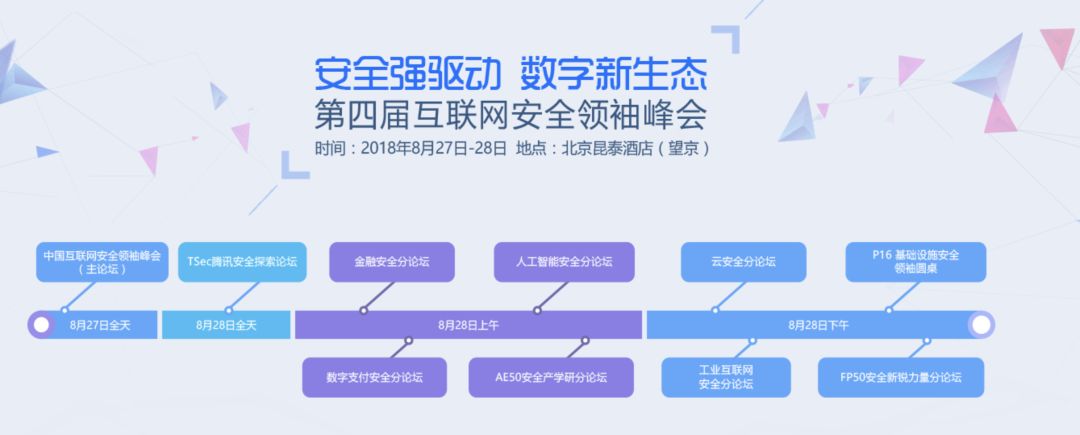 安全强驱动 数字新生态
第四届互联网安全领袖峰会
时间：2018年8月27日-28日 地点：北京昆泰酒店（望京）
中国互联网安全领袖峰会
（主论坛）
TSec腾讯安全探索论坛
金融安全分论坛
人工智能安全分论坛
云安全分论坛
P16 基础设施安全
领袖圆桌
8月27日全天
8月28日全天
8月28日上午
8月28日下午
数字支付安全分论坛
AE50安全产学研分论坛
工业互联网
安全分论坛
FP50安全新锐力量分论坛